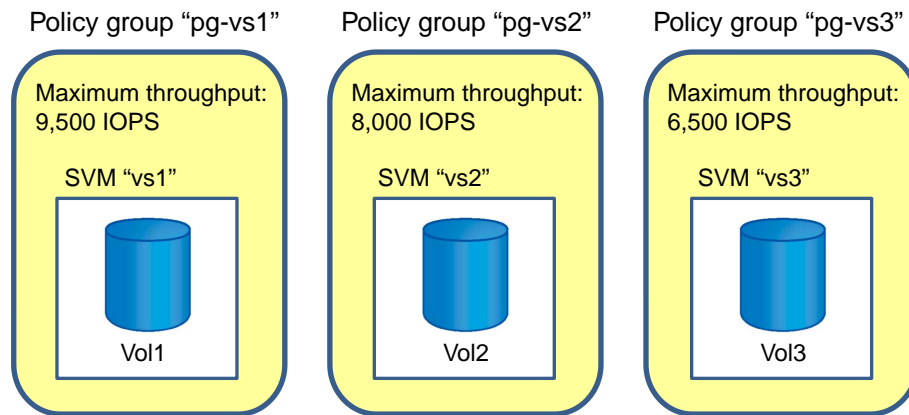 Policy group “pg-vs1”
Maximum throughput:
9,500 IOPS
SVM “vs1”
Vol1
Policy group “pg-vs2”
Maximum throughput:
8,000 IOPS
SVM “vs2”
Vol2
Policy group “pg-vs3”
Maximum throughput:
6,500 IOPS
SVM “vs3”
Vol3